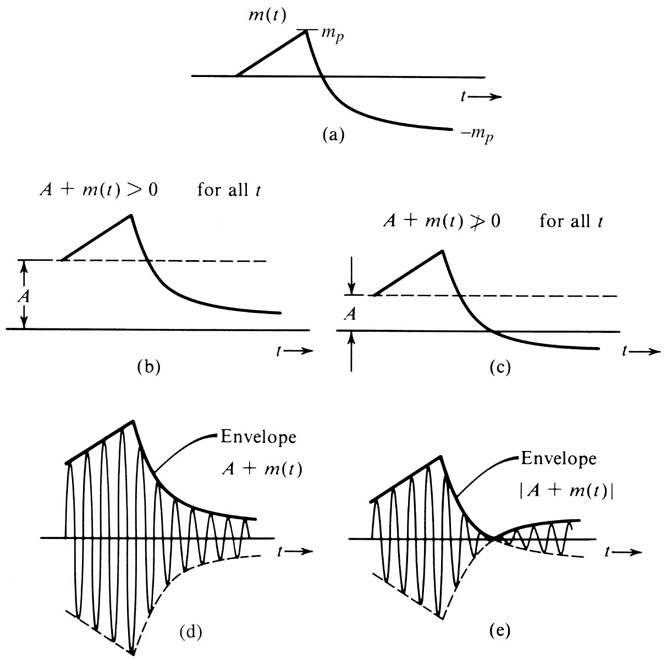 m(t)
m_p
t
-m_p
(a)
A + m(t) > 0 for all t
A
t
(b)
A + m(t) ≯ 0 for all t
A
t
(c)
Envelope
A + m(t)
t
(d)
Envelope
|A + m(t)|
t
(e)